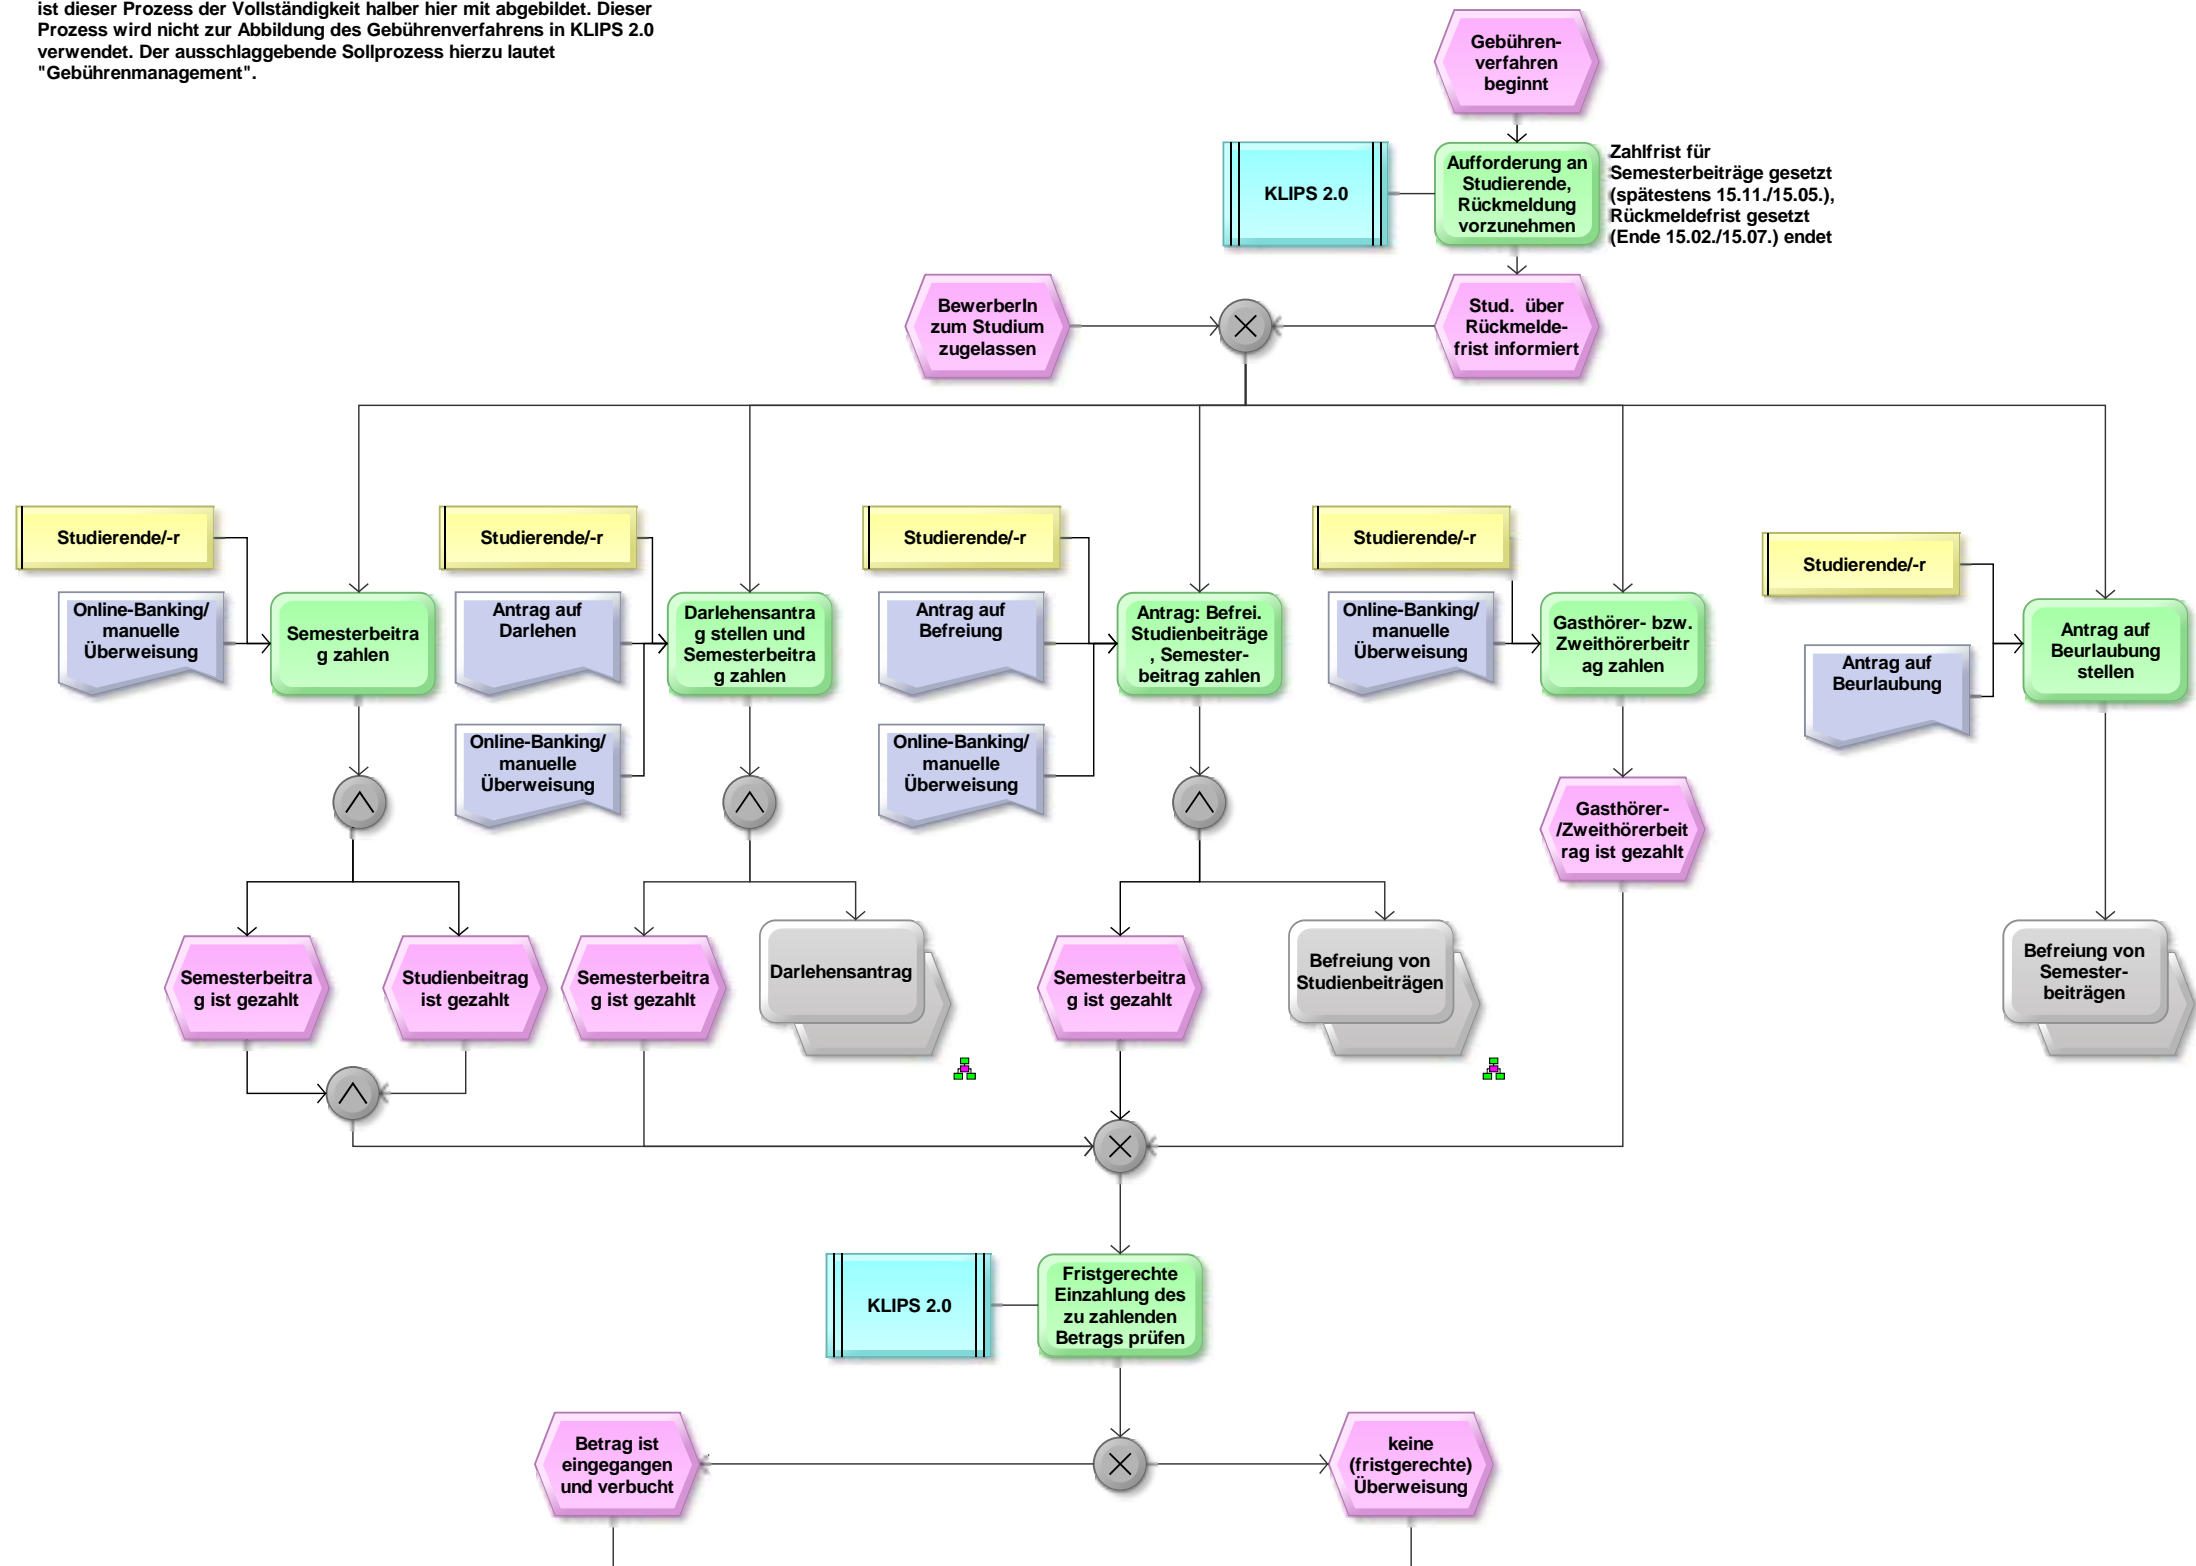 ist dieser Prozess der Vollständigkeit halber hier mit abgebildet. Dieser
Prozess wird nicht zur Abbildung des Gebührenverfahrens in KLIPS 2.0
verwendet. Der ausschlaggebende Sollprozess hierzu lautet
"Gebührenmanagement".
Gebühren-
verfahren
beginnt
KLIPS 2.0
Aufforderung an
Studierende,
Rückmeldung
vorzunehmen
Zahlfrist für
Semesterbeiträge gesetzt
(spätestens 15.11./15.05.),
Rückmeldefrist gesetzt
(Ende 15.02./15.07.) endet
BewerberIn
zum Studium
zugelassen
Stud. über
Rückmelde-
frist informiert
Studierende/-r
Online-Banking/
manuelle
Überweisung
Semesterbeitra
g zahlen
Studierende/-r
Antrag auf
Darlehen
Online-Banking/
manuelle
Überweisung
Darlehensantra
g stellen und
Semesterbeitra
g zahlen
Studierende/-r
Antrag auf
Befreiung
Online-Banking/
manuelle
Überweisung
Antrag: Befrei.
Studienbeiträge
, Semester-
beitrag zahlen
Studierende/-r
Online-Banking/
manuelle
Überweisung
Gasthörer- bzw.
Zweithörerbeitr
ag zahlen
Studierende/-r
Antrag auf
Beurlaubung
Antrag auf
Beurlaubung
stellen
Gasthörer-
/Zweithörerbeit
rag ist gezahlt
Semesterbeitra
g ist gezahlt
Studienbeitrag
ist gezahlt
Semesterbeitra
g ist gezahlt
Darlehensantrag
Semesterbeitra
g ist gezahlt
Befreiung von
Studienbeiträgen
Befreiung von
Semester-
beiträgen
KLIPS 2.0
Fristgerechte
Einzahlung des
zu zahlenden
Betrags prüfen
Betrag ist
eingegangen
und verbucht
keine
(fristgerechte)
Überweisung